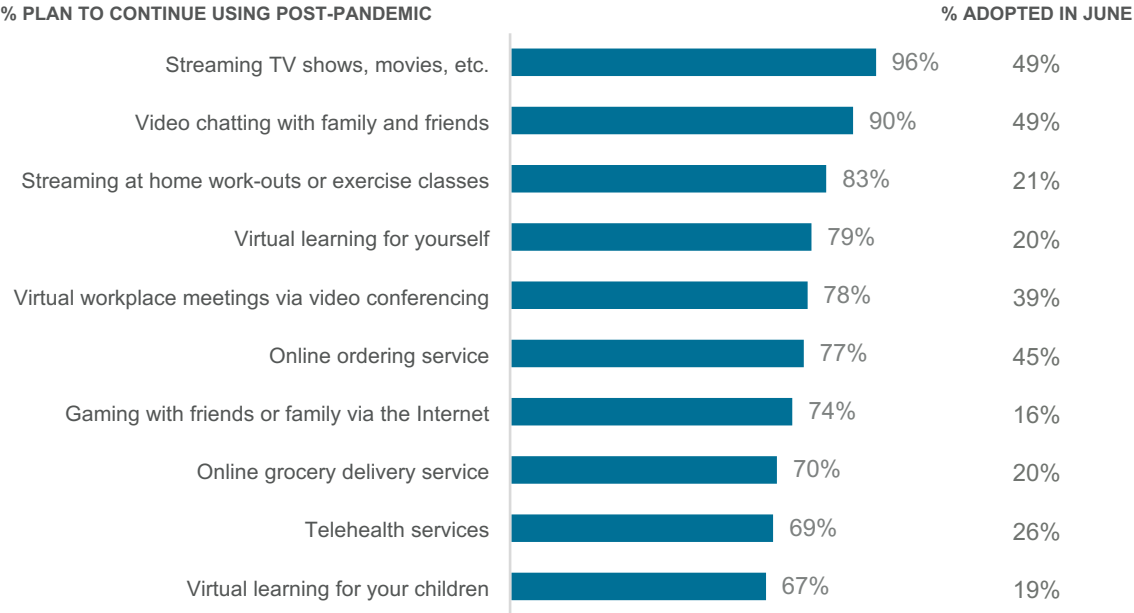 % PLAN TO CONTINUE USING POST-PANDEMIC % ADOPTED IN JUNE
Streaming TV shows, movies, etc. 96% 49%
Video chatting with family and friends 90% 49%
Streaming at home work-outs or exercise classes 83% 21%
Virtual learning for yourself 79% 20%
Virtual workplace meetings via video conferencing 78% 39%
Online ordering service 77% 45%
Gaming with friends or family via the Internet 74% 16%
Online grocery delivery service 70% 20%
Telehealth services 69% 26%
Virtual learning for your children 67% 19%